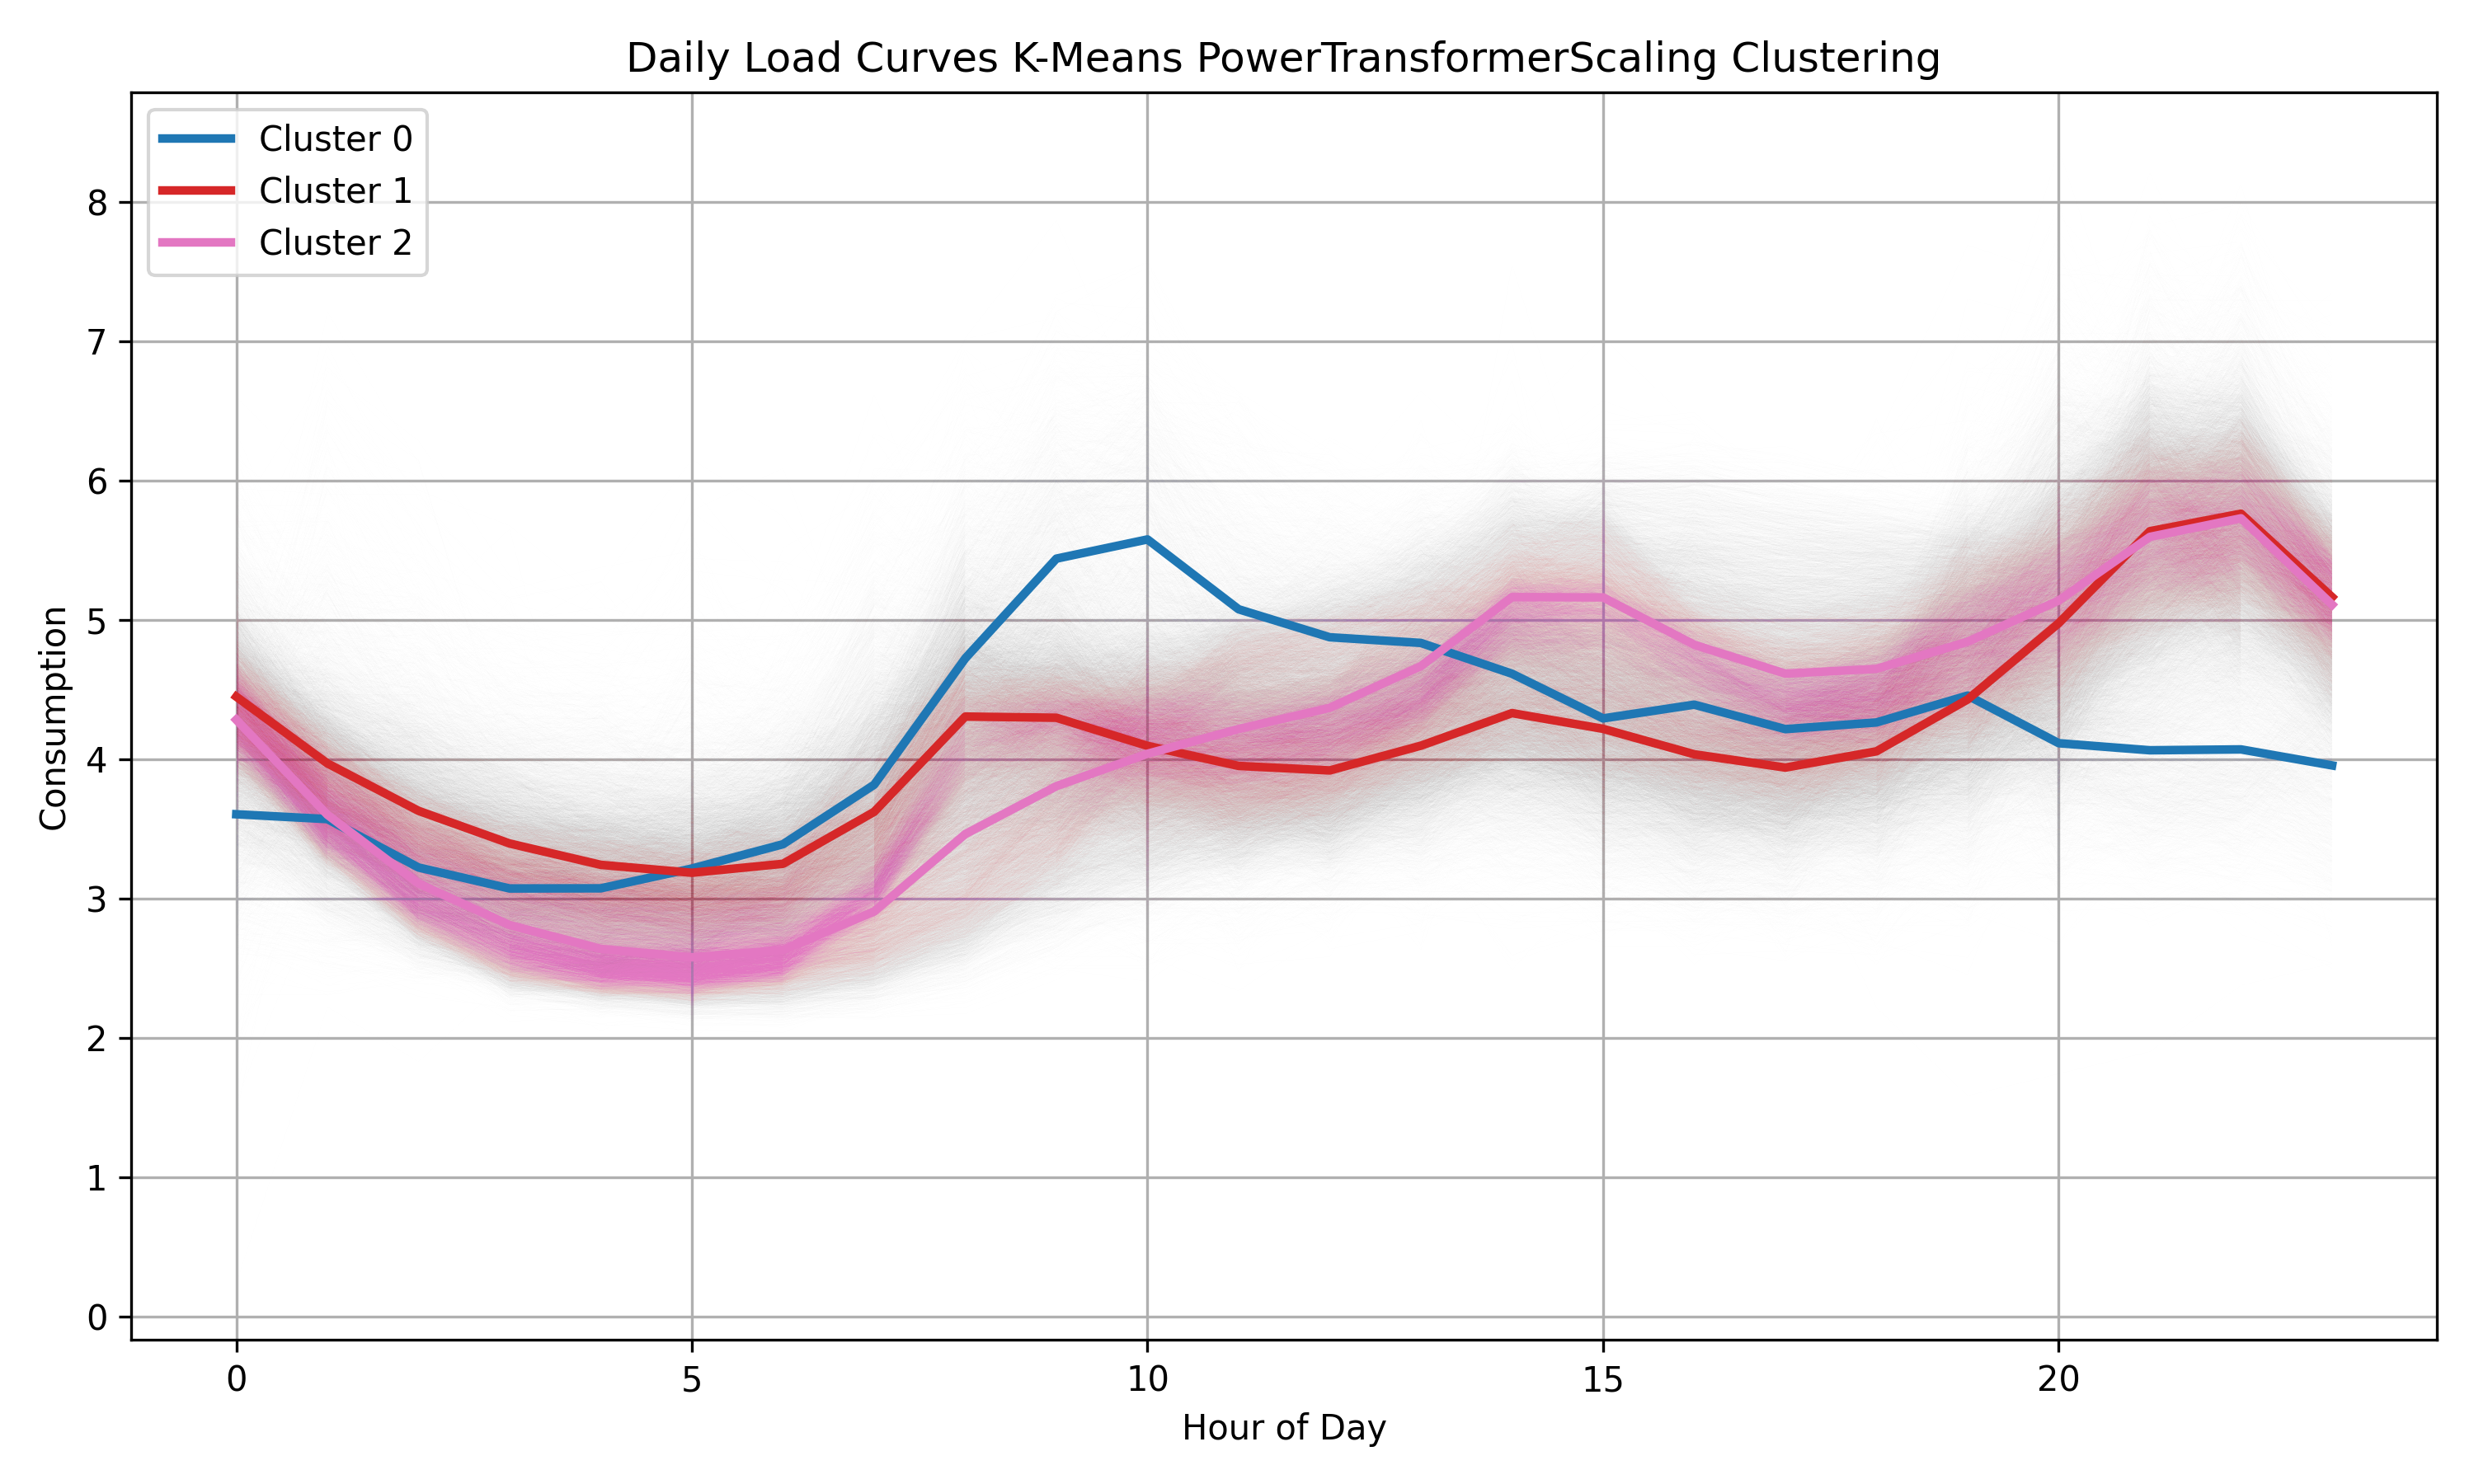 Daily Load Curves K-Means PowerTransformerScaling Clustering
Cluster 0
Cluster 1
Cluster 2
8
7
6
5
4
3
2
1
0
Consumption
0 5 10 15 20
Hour of Day